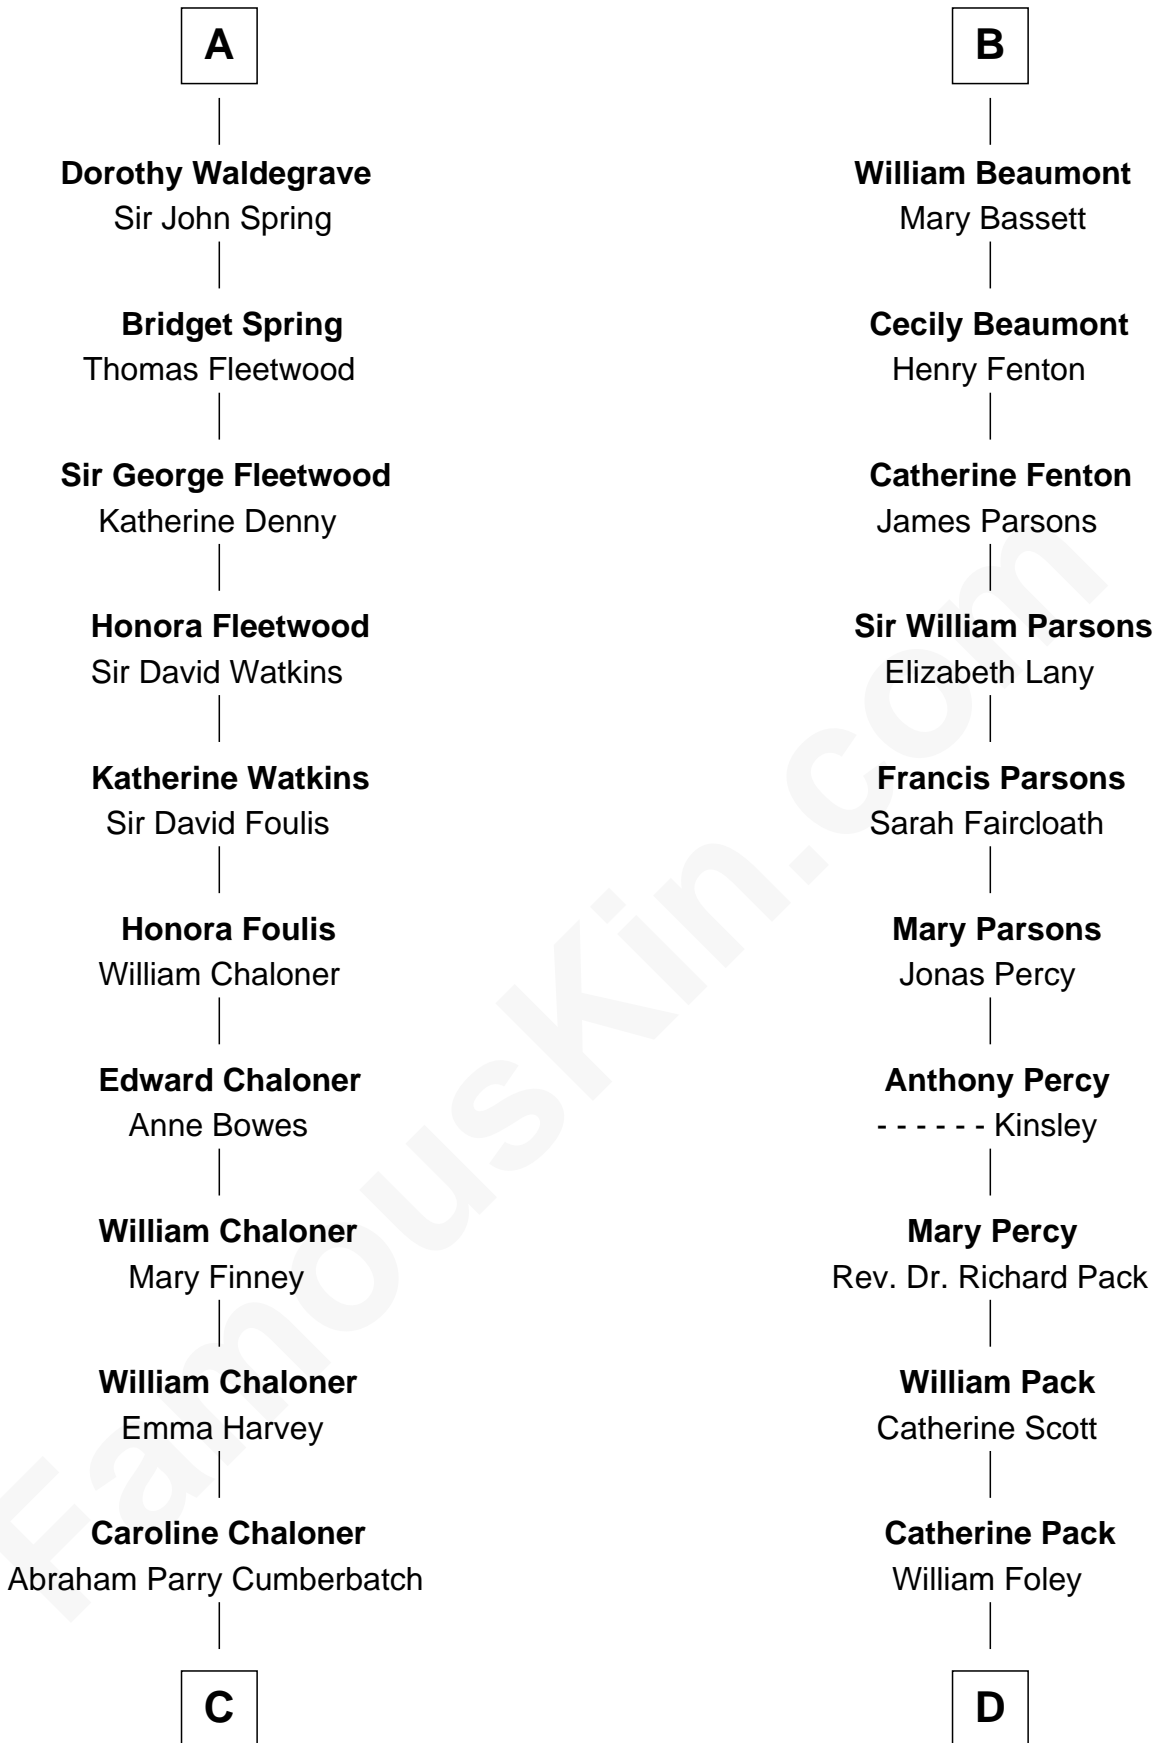 A
Dorothy Waldegrave
Sir John Spring
Bridget Spring
Thomas Fleetwood
Sir George Fleetwood
Katherine Denny
Honora Fleetwood
Sir David Watkins
Katherine Watkins
Sir David Foulis
Honora Foulis
William Chaloner
Edward Chaloner
Anne Bowes
William Chaloner
Mary Finney
William Chaloner
Emma Harvey
Caroline Chaloner
Abraham Parry Cumberbatch
C
B
William Beaumont
Mary Bassett
Cecily Beaumont
Henry Fenton
Catherine Fenton
James Parsons
Sir William Parsons
Elizabeth Lany
Francis Parsons
Sarah Faircloath
Mary Parsons
Jonas Percy
Anthony Percy
- - - - - - Kinsley
Mary Percy
Rev. Dr. Richard Pack
William Pack
Catherine Scott
Catherine Pack
William Foley
D
FamousKin.com